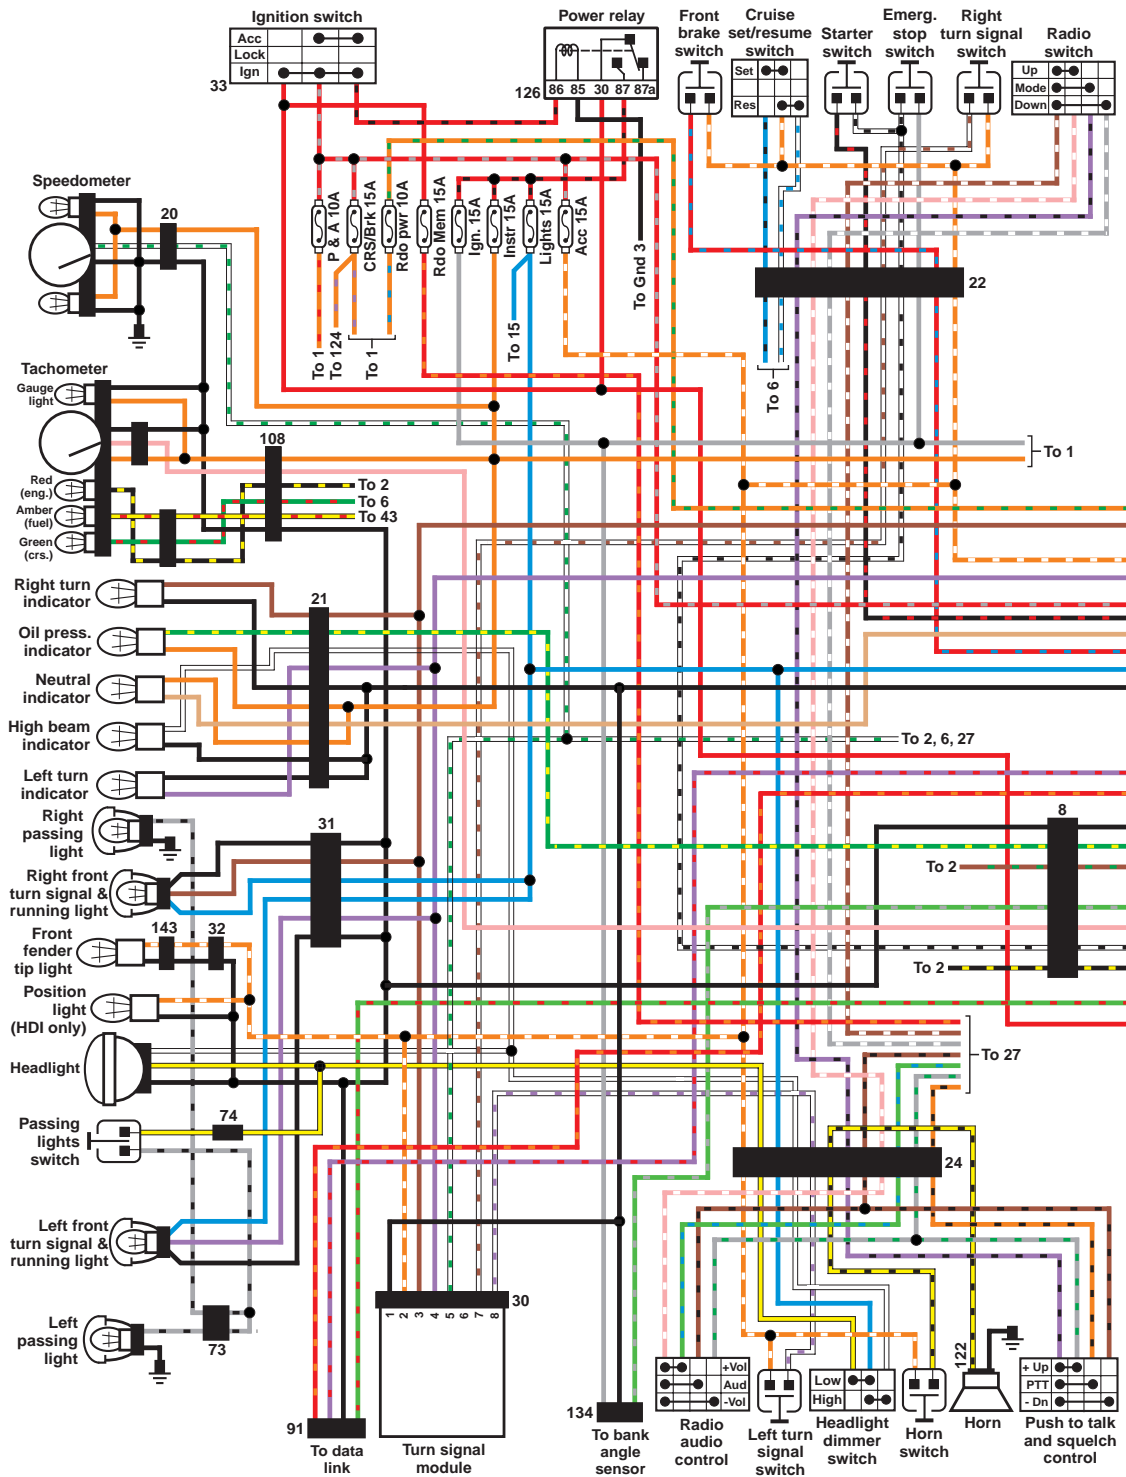 Ignition switch
Acc
Lock
Ign
33
Power relay
86 85 30 87 87a
126
Front
brake
switch
Cruise
set/resume
switch
Set
Res
Starter
switch
Emerg.
stop
switch
Right
turn signal
switch
Radio
switch
Up
Mode
Down
Speedometer
20
P & A 10A
CRS/Brk 15A
Rdo pwr 10A
Rdo Mem 15A
Ign. 15A
Instr 15A
Lights 15A
Acc 15A
To Gnd 3
22
To 1
To 124
To 1
To 15
To 6
Tachometer
Gauge
light
Red
(eng.)
Amber
(fuel)
Green
(crs.)
108
To 2
To 6
To 43
To 1
Right turn
indicator
21
Oil press.
indicator
Neutral
indicator
High beam
indicator
To 2, 6, 27
Left turn
indicator
Right
passing
light
31
8
Right front
turn signal &
running light
To 2
Front
fender
tip light
143
32
To 2
Position
light
(HDI only)
To 27
Headlight
Passing
lights
switch
74
24
Left front
turn signal &
running light
30
1 2 3 4 5 6 7 8
Left
passing
light
73
122
+Vol
Aud
-Vol
Low
High
+ Up
PTT
- Dn
91
To data
link
Turn signal
module
134
To bank
angle
sensor
Radio
audio
control
Left turn
signal
switch
Headlight
dimmer
switch
Horn
switch
Horn
Push to talk
and squelch
control